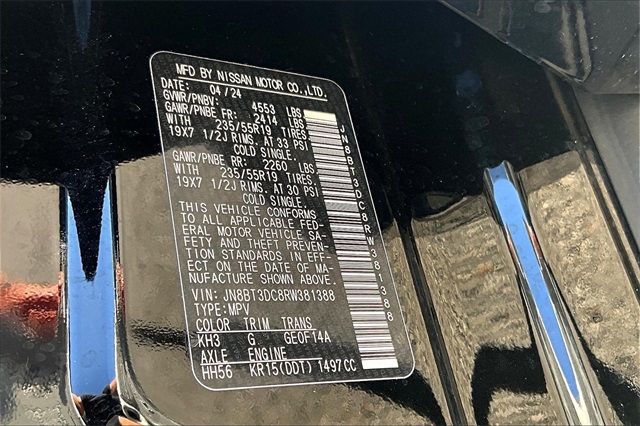 MFD BY NISSAN MOTOR CO.,LTD.
DATE: 04/24
GVWR/PNBV: 4553 LBS
GAWR/PNBE FR: 2414 LBS
WITH 235/55R19 TIRES
19X7 1/2J RIMS. AT 33 PSI
COLD SINGLE.
GAWR/PNBE RR: 2260 LBS
WITH 235/55R19 TIRES
19X7 1/2J RIMS. AT 30 PSI
COLD SINGLE.
THIS VEHICLE CONFORMS
TO ALL APPLICABLE FED-
ERAL MOTOR VEHICLE SA-
FETY AND THEFT PREVEN-
TION STANDARDS IN EFF-
ECT ON THE DATE OF MA-
NUFACTURE SHOWN ABOVE.
VIN: JN8BT3DC8RW381388
TYPE: MPV
COLOR TRIM TRANS
KH3 G GE0F14A
AXLE ENGINE
HH56 KR15(DDT) 1497CC
JN8BT3DC8RW381388